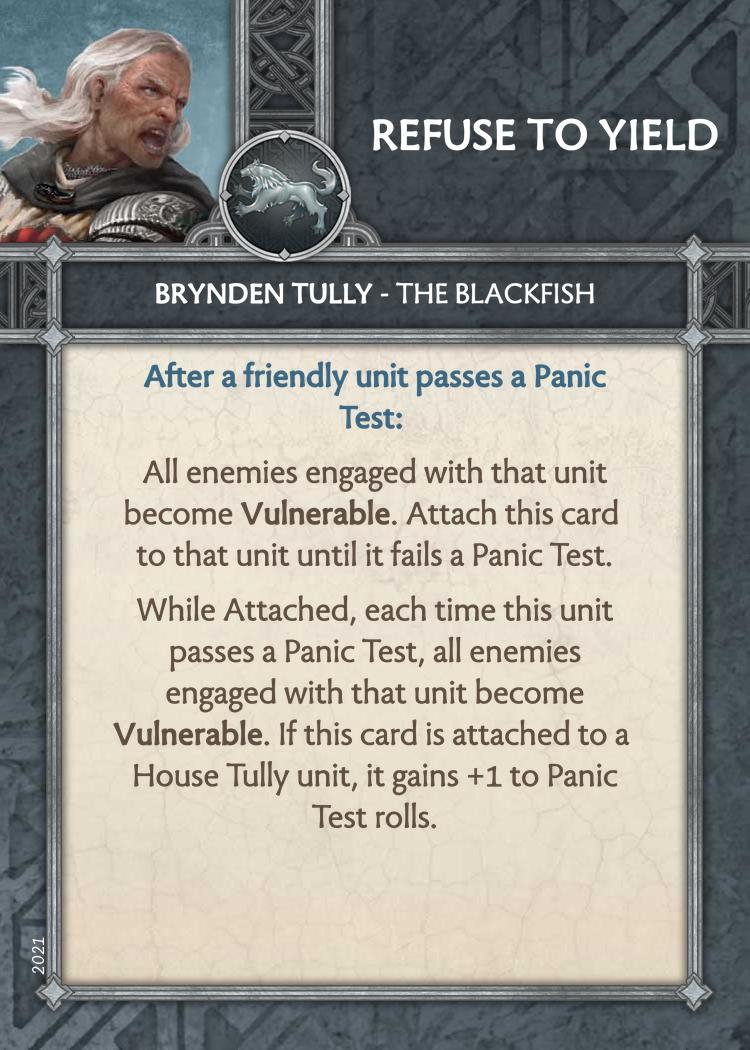 REFUSE TO YIELD
BRYNDEN TULLY - THE BLACKFISH
After a friendly unit passes a Panic
Test:
All enemies engaged with that unit
become Vulnerable. Attach this card
to that unit until it fails a Panic Test.
While Attached, each time this unit
passes a Panic Test, all enemies
engaged with that unit become
Vulnerable. If this card is attached to a
House Tully unit, it gains +1 to Panic
Test rolls.
2021